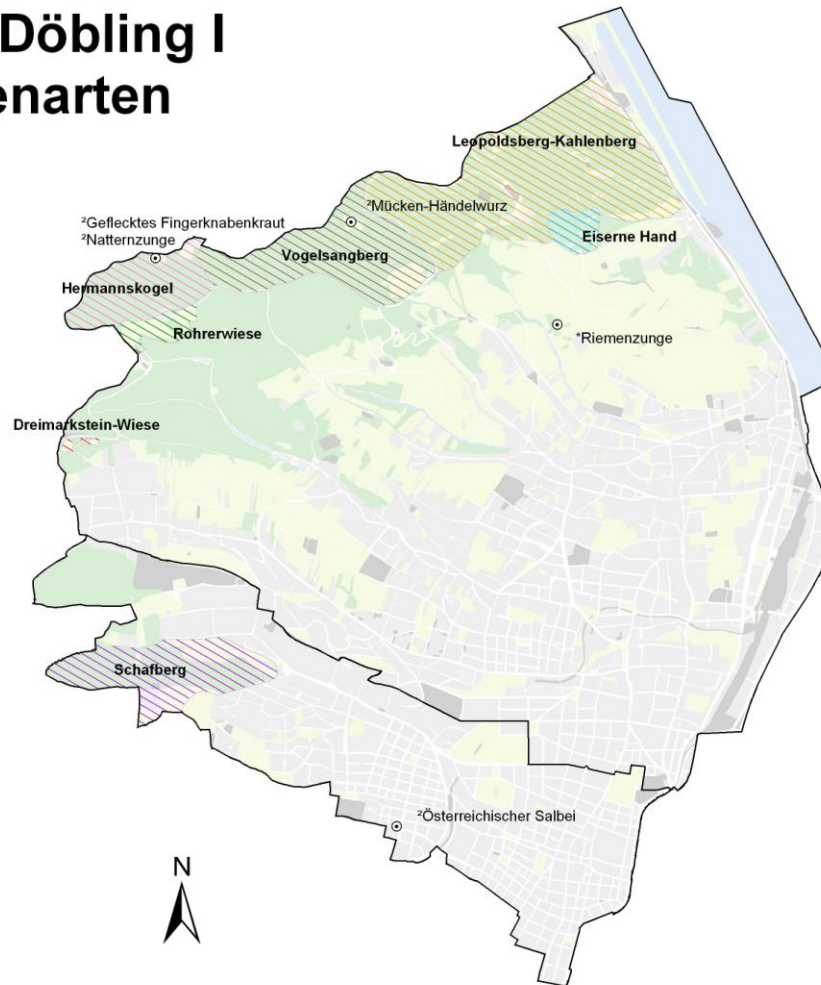 Döbling I
enarten
Leopoldsberg-Kahlenberg
²Geflecktes Fingerknabenkraut
²Natternzunge
²Mücken-Händelwurz
Eiserne Hand
Vogelsangberg
Hermannskogel
Rohrerwiese
*Riemenzunge
Dreimarkstein-Wiese
Schafberg
²Österreichischer Salbei
N